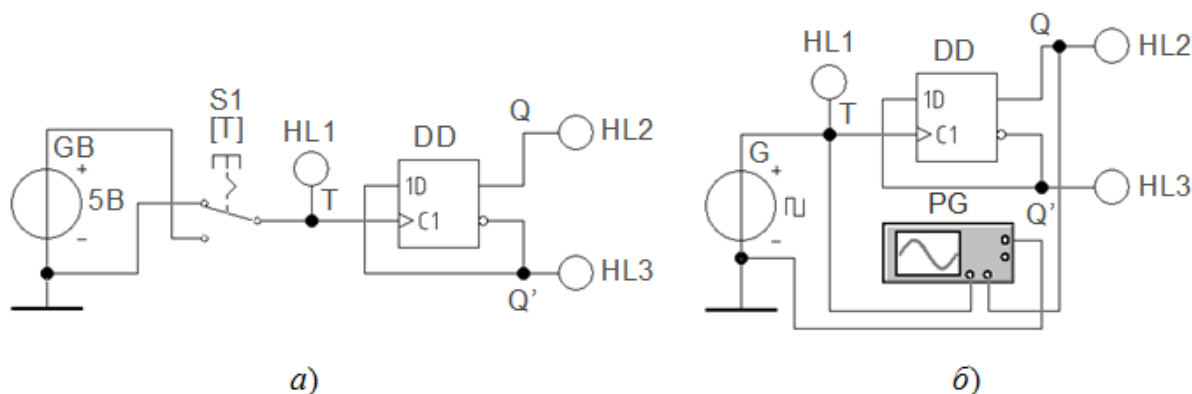 S1
[T]
GB
+
5В
-
HL1
T
DD
1D
C1
Q
HL2
HL3
Q'
а)
HL1
T
G
+
-
DD
1D
C1
Q
HL2
HL3
Q'
PG
б)